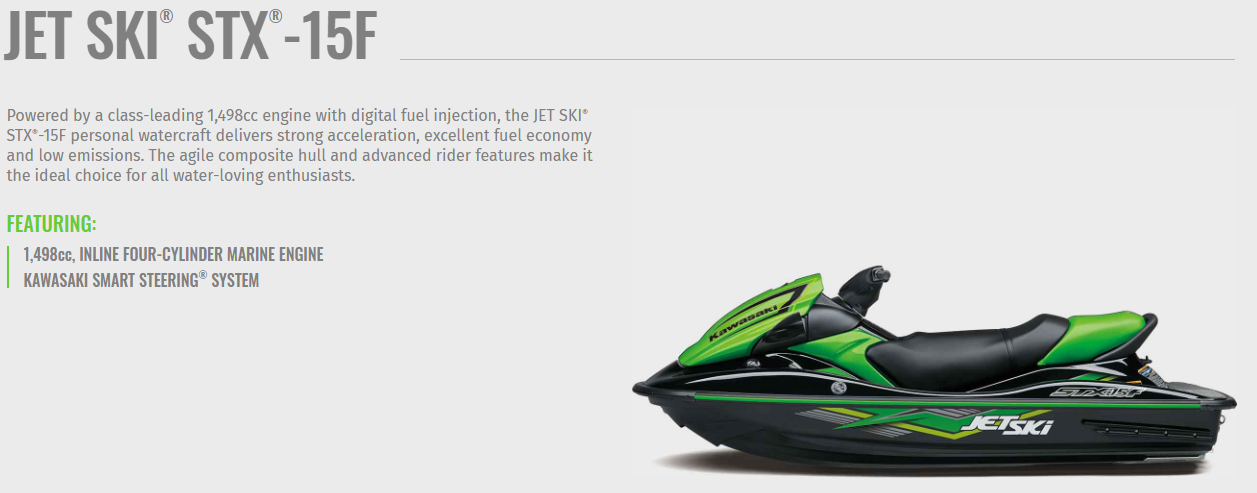 JET SKI® STX®-15F
Powered by a class-leading 1,498cc engine with digital fuel injection, the JET SKI®
STX®-15F personal watercraft delivers strong acceleration, excellent fuel economy
and low emissions. The agile composite hull and advanced rider features make it
the ideal choice for all water-loving enthusiasts.
FEATURING:
1,498cc, INLINE FOUR-CYLINDER MARINE ENGINE
KAWASAKI SMART STEERING® SYSTEM
Kawasaki
STX-15F
JETSKI